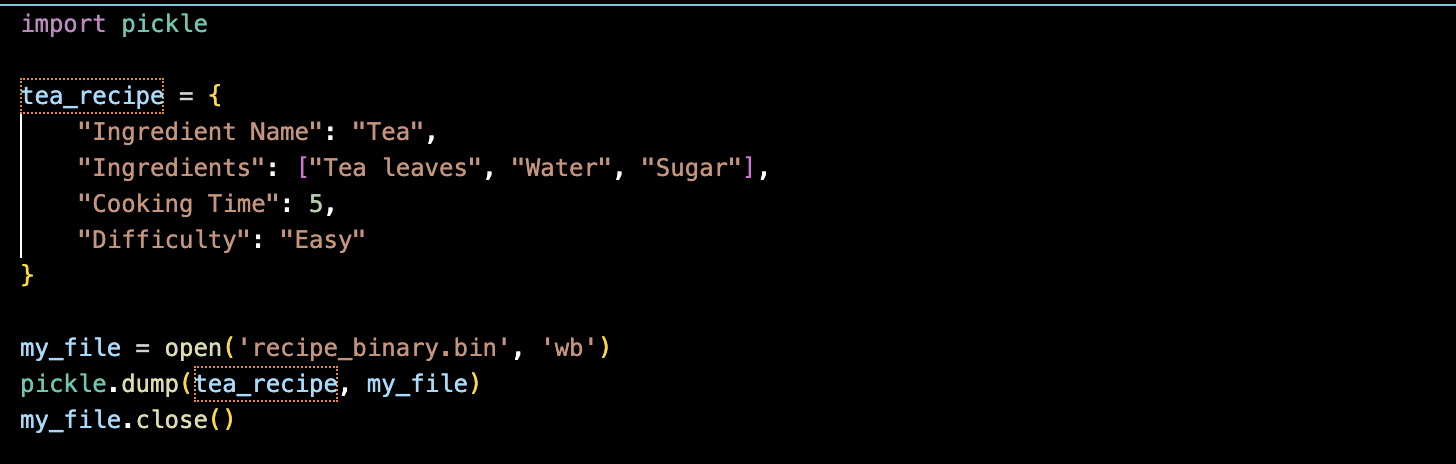 import pickle
tea_recipe = {
    "Ingredient Name": "Tea",
    "Ingredients": ["Tea leaves", "Water", "Sugar"],
    "Cooking Time": 5,
    "Difficulty": "Easy"
}
my_file = open('recipe_binary.bin', 'wb')
pickle.dump(tea_recipe, my_file)
my_file.close()